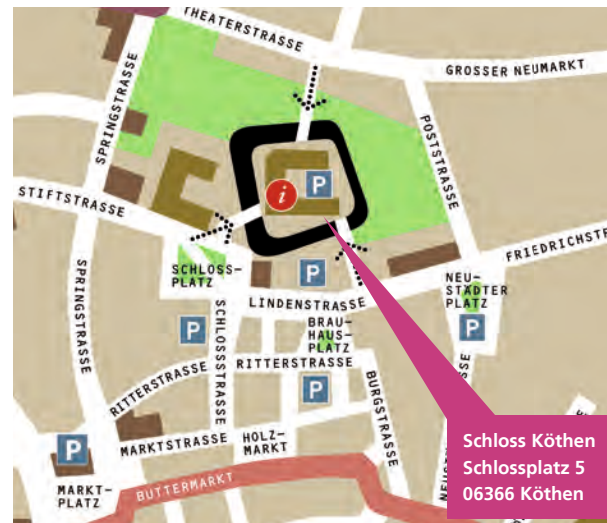 THEATERSTRASSE
GROSSER NEUMARKT
SPRINGSTRASSE
POSTSTRASSE
P
i
STIFTSTRASSE
SCHLOSS-
PLATZ
P
FRIEDRICHSTR
NEU-
STÄDTER
PLATZ
LINDENSTRASSE
SPRINGSTRASSE
P
SCHLOSSSTRASSE
BRAU-
HAUS-
PLATZ
P
RITTERSTRASSE
RITTERSTRASSE
P
BURGSTRASSE
MARKTSTRASSE
HOLZ-
MARKT
P
MARKT-
PLATZ
BUTTERMARKT
Schloss Köthen
Schlossplatz 5
06366 Köthen